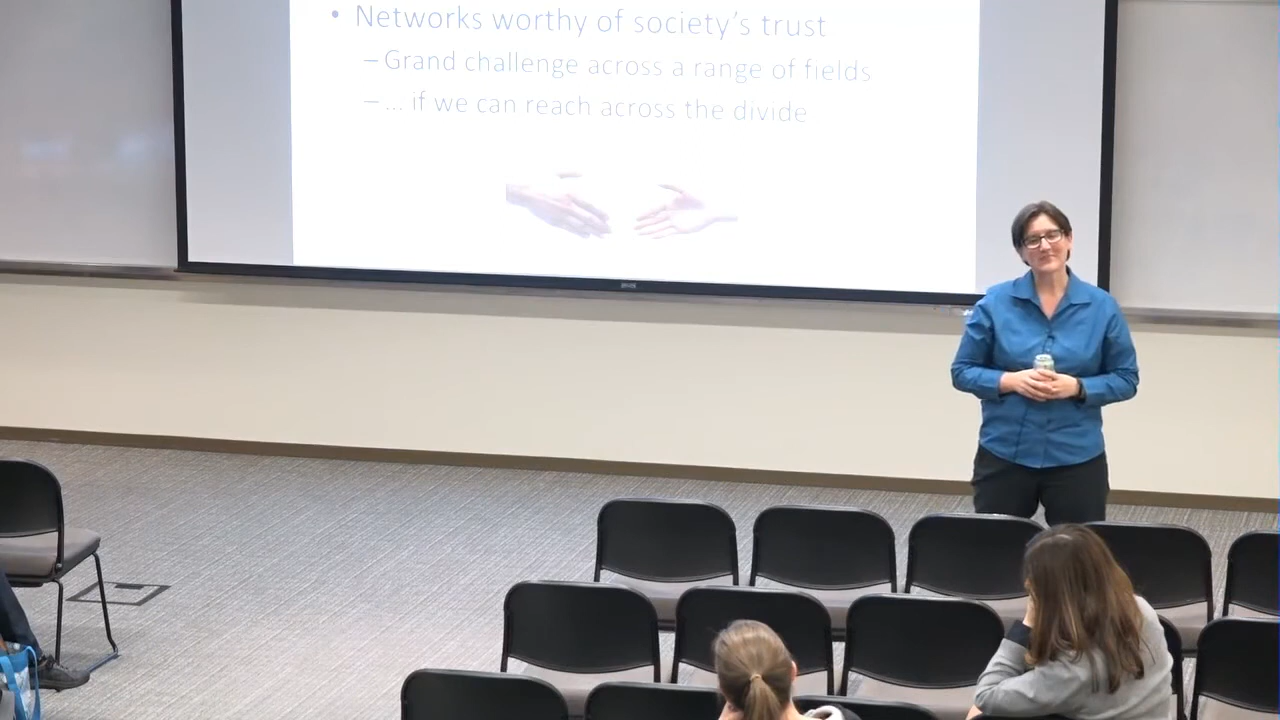 • Networks worthy of society's trust
– Grand challenge across a range of fields
– ... if we can reach across the divide